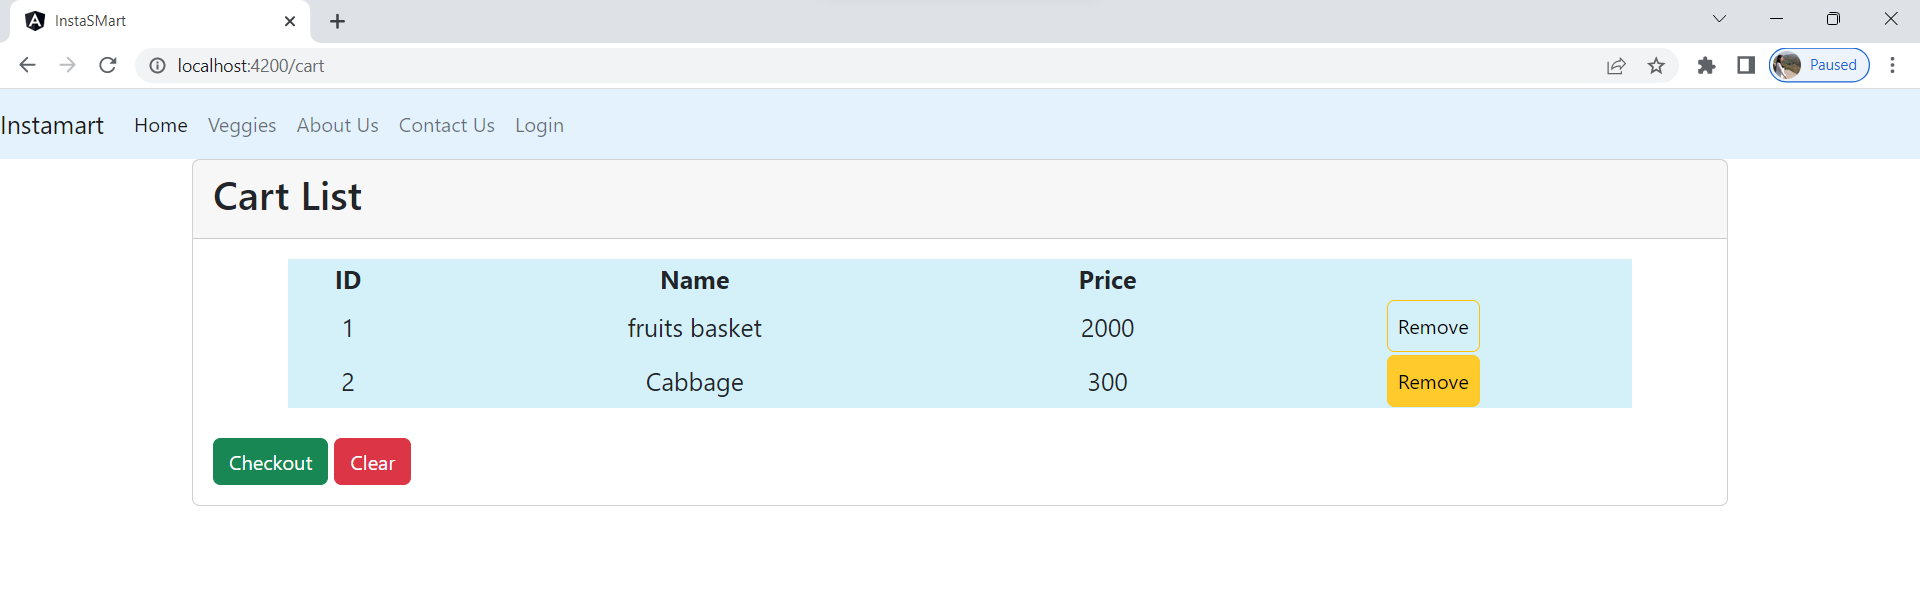 InstaSMart
localhost:4200/cart
Paused
Instamart Home Veggies About Us Contact Us Login
Cart List
ID Name Price
1 fruits basket 2000 Remove
2 Cabbage 300 Remove
Checkout Clear